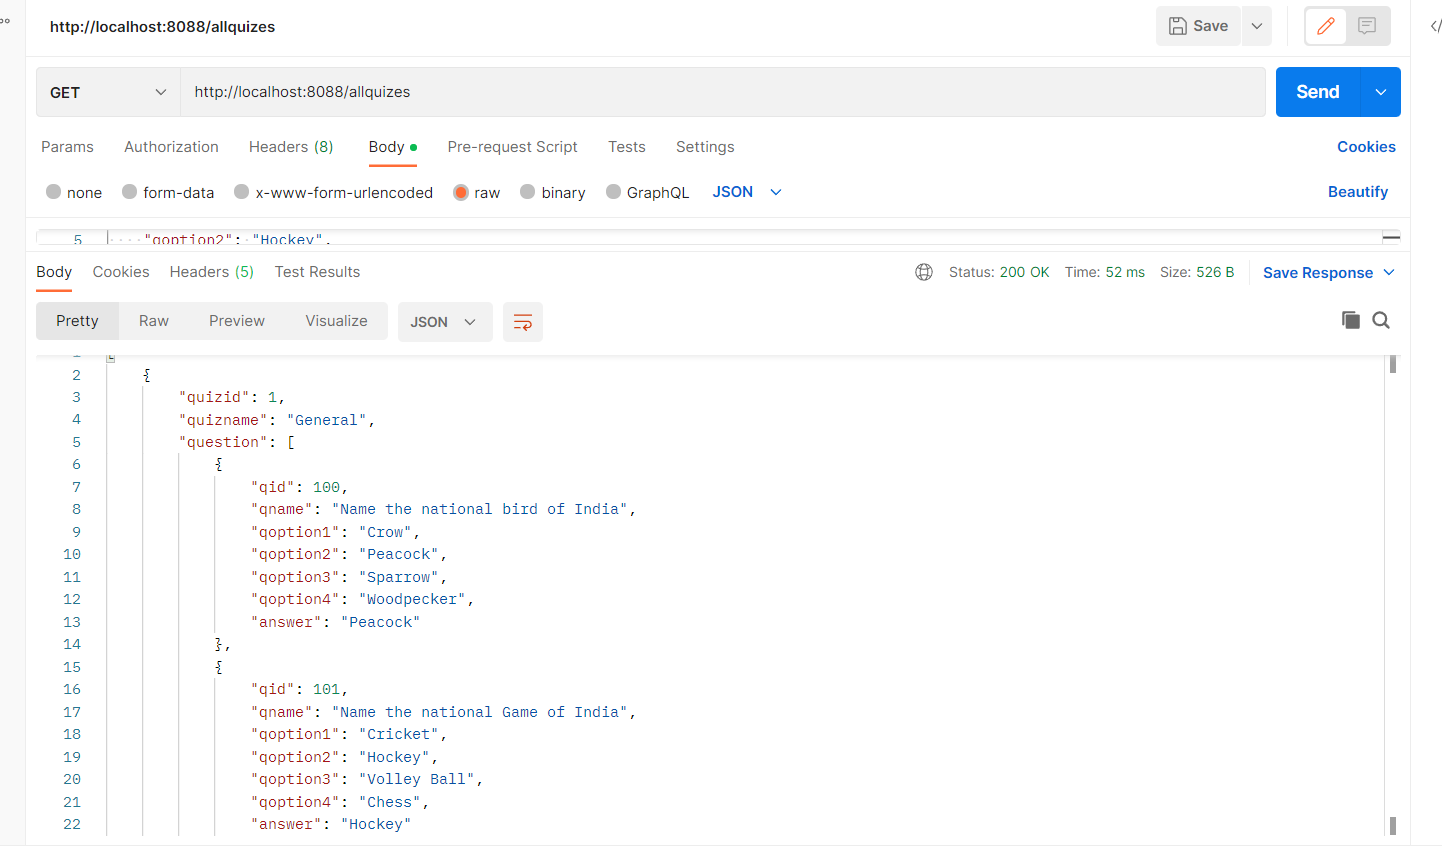 http://localhost:8088/allquizes
Save
GET
http://localhost:8088/allquizes
Send
Params Authorization Headers (8) Body Pre-request Script Tests Settings Cookies
none form-data x-www-form-urlencoded raw binary GraphQL JSON Beautify
5 "qoption2": "Hockey",
Body Cookies Headers (5) Test Results Status: 200 OK Time: 52 ms Size: 526 B Save Response
Pretty Raw Preview Visualize JSON
1 [
2 {
3 "quizid": 1,
4 "quizname": "General",
5 "question": [
6 {
7 "qid": 100,
8 "qname": "Name the national bird of India",
9 "qoption1": "Crow",
10 "qoption2": "Peacock",
11 "qoption3": "Sparrow",
12 "qoption4": "Woodpecker",
13 "answer": "Peacock"
14 },
15 {
16 "qid": 101,
17 "qname": "Name the national Game of India",
18 "qoption1": "Cricket",
19 "qoption2": "Hockey",
20 "qoption3": "Volley Ball",
21 "qoption4": "Chess",
22 "answer": "Hockey"